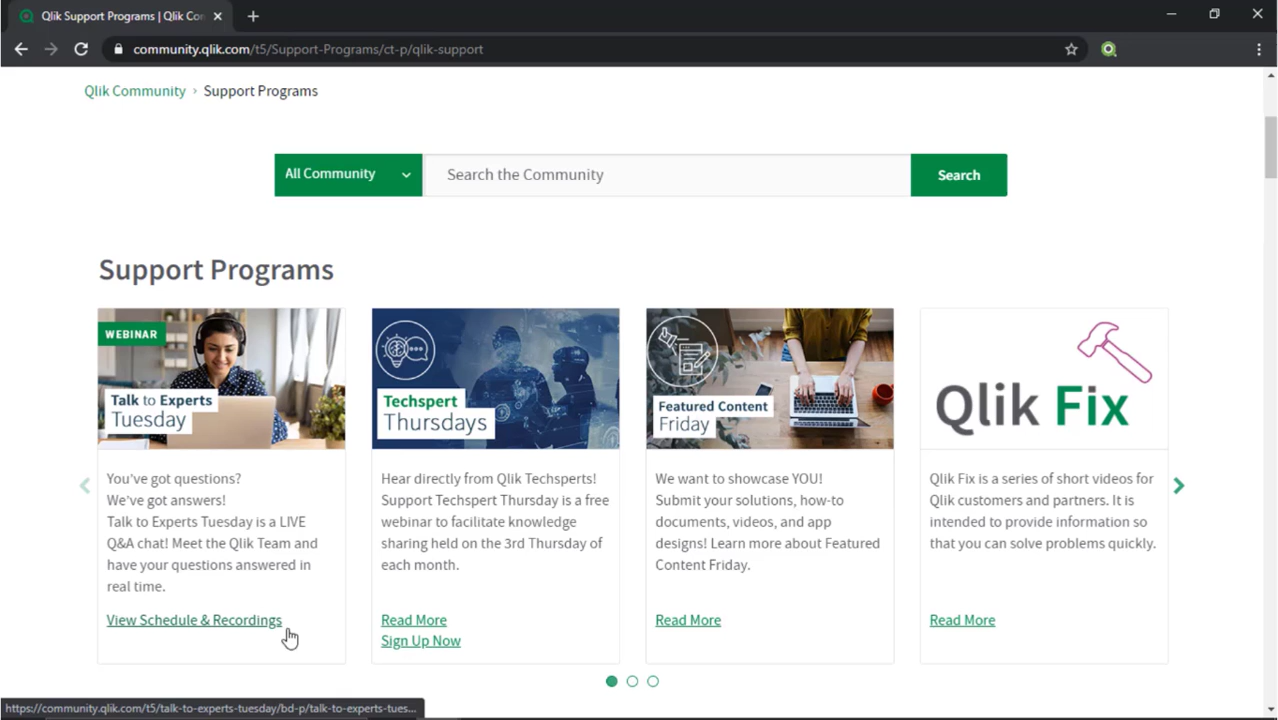 Qlik Support Programs | Qlik Co
community.qlik.com/t5/Support-Programs/ct-p/qlik-support
Qlik Community › Support Programs
All Community
Search the Community
Search
Support Programs
WEBINAR
Talk to Experts
Tuesday
You've got questions?
We've got answers!
Talk to Experts Tuesday is a LIVE
Q&A chat! Meet the Qlik Team and
have your questions answered in
real time.
View Schedule & Recordings
Techspert
Thursdays
Hear directly from Qlik Techsperts!
Support Techspert Thursday is a free
webinar to facilitate knowledge
sharing held on the 3rd Thursday of
each month.
Read More
Sign Up Now
Featured Content
Friday
We want to showcase YOU!
Submit your solutions, how-to
documents, videos, and app
designs! Learn more about Featured
Content Friday.
Read More
Qlik Fix
Qlik Fix is a series of short videos for
Qlik customers and partners. It is
intended to provide information so
that you can solve problems quickly.
Read More
https://community.qlik.com/t5/talk-to-experts-tuesday/bd-p/talk-to-experts-tues...